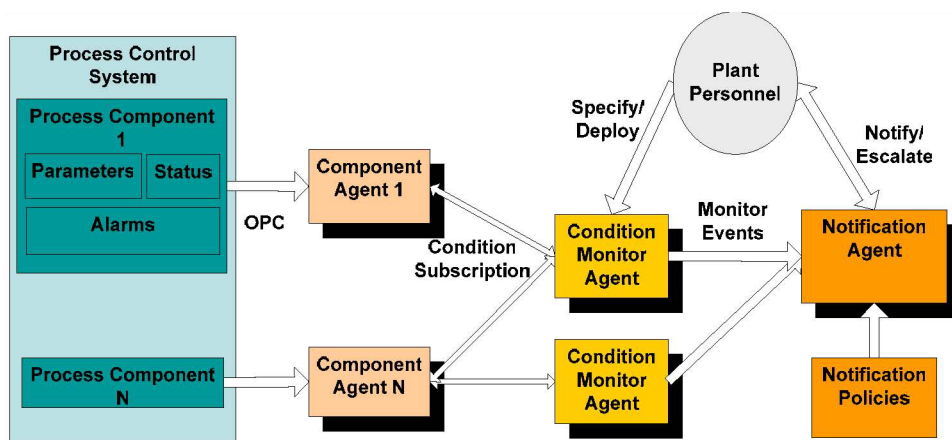 Process Control
System
Process Component
1
Parameters
Status
Alarms
OPC
Process Component
N
Component
Agent 1
Condition
Subscription
Component
Agent N
Specify/
Deploy
Plant
Personnel
Notify/
Escalate
Condition
Monitor
Agent
Monitor
Events
Notification
Agent
Condition
Monitor
Agent
Notification
Policies